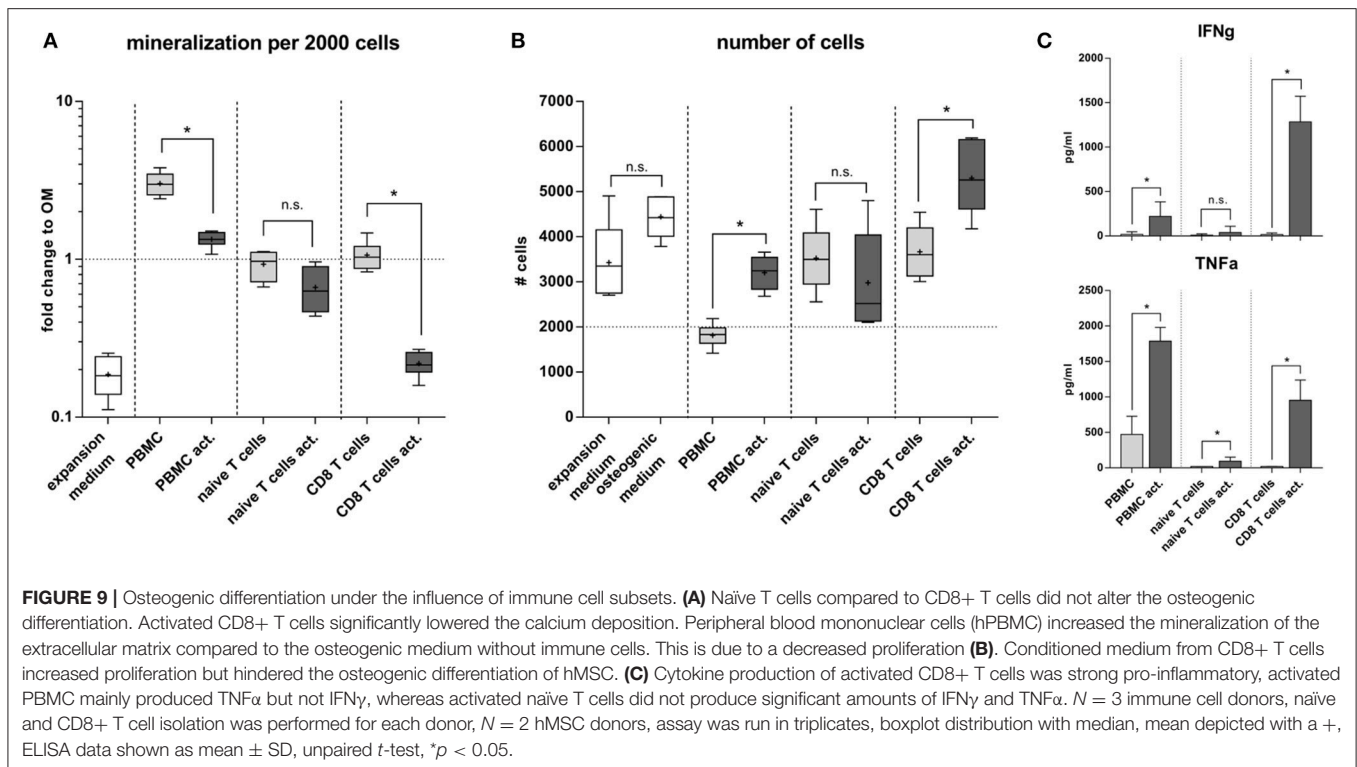 A
mineralization per 2000 cells
fold change to OM
10
1
0.1
*
n.s.
*
expansion
medium
PBMC
PBMC act.
naive T cells
naive T cells act.
CD8 T cells
CD8 T cells act.
B
number of cells
# cells
7000
6000
5000
4000
3000
2000
1000
0
n.s.
*
n.s.
*
expansion
medium
osteogenic
medium
PBMC
PBMC act.
naive T cells
naive T cells act.
CD8 T cells
CD8 T cells act.
C
IFNg
pg/ml
2000
1500
1000
500
0
*
n.s.
*
TNFa
pg/ml
2500
2000
1500
1000
500
0
*
*
*
PBMC
PBMC act.
naive T cells
naive T cells act.
CD8 T cells
CD8 T cells act.
FIGURE 9 | Osteogenic differentiation under the influence of immune cell subsets. (A) Naïve T cells compared to CD8+ T cells did not alter the osteogenic
differentiation. Activated CD8+ T cells significantly lowered the calcium deposition. Peripheral blood mononuclear cells (hPBMC) increased the mineralization of the
extracellular matrix compared to the osteogenic medium without immune cells. This is due to a decreased proliferation (B). Conditioned medium from CD8+ T cells
increased proliferation but hindered the osteogenic differentiation of hMSC. (C) Cytokine production of activated CD8+ T cells was strong pro-inflammatory, activated
PBMC mainly produced TNFα but not IFNγ, whereas activated naïve T cells did not produce significant amounts of IFNγ and TNFα. N = 3 immune cell donors, naïve
and CD8+ T cell isolation was performed for each donor, N = 2 hMSC donors, assay was run in triplicates, boxplot distribution with median, mean depicted with a +,
ELISA data shown as mean ± SD, unpaired t-test, *p < 0.05.